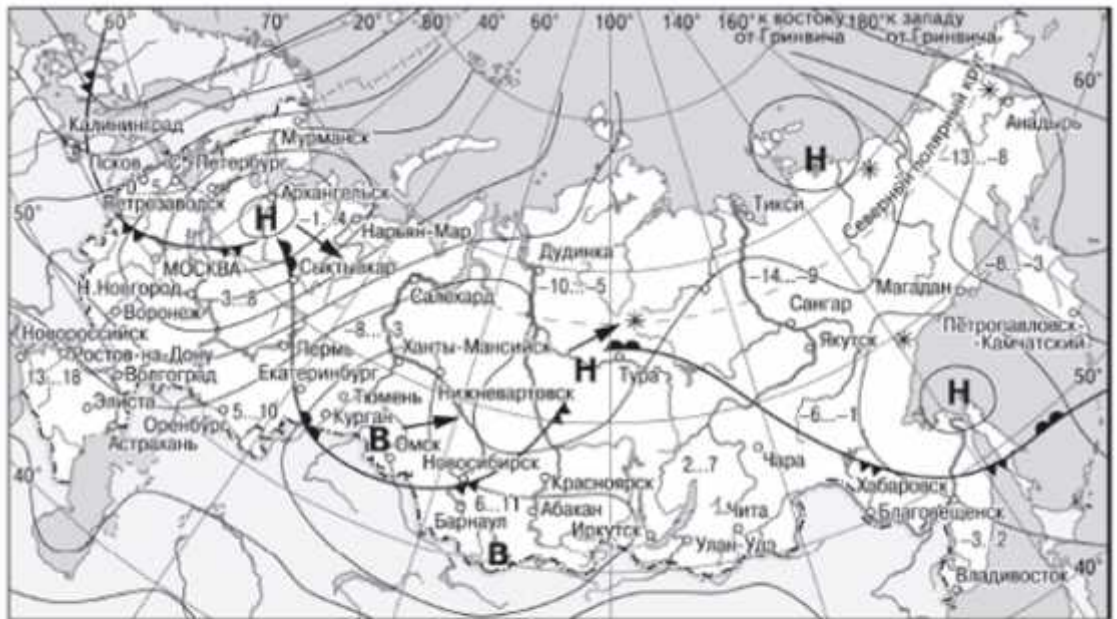 60° 70° 20° 80° 40° 60° 100° 140° 160° к востоку 180° к западу
от Гринвича от Гринвича
60°
Северный полярный круг
Калининград
Мурманск
Анадырь
Псков С.-Петербург
-13...-8
Н
0...5
Архангельск
Петрозаводск
50°
Н
-1...4
Нарьян-Мар
Тикси
Дудинка
МОСКВА
Сыктывкар
-10...-5
-14...-9
-8...-3
Н.Новгород
Салехард
Сангар
Магадан
-3...8
Воронеж
Новороссийск
-8...3
Петропавловск-
-Камчатский
Ростов-на-Дону
Пермь
Ханты-Мансийск
Якутск
Волгоград
Екатеринбург
Н
Тура
50°
13...18
Тюмень
Нижневартовск
Н
Элиста
5...10
Курган
-6...-1
Оренбург
В
Омск
Астрахань
Чара
40°
Новосибирск
2...7
Красноярск
Хабаровск
6...11
Барнаул
Абакан
Чита
Благовещенск
Иркутск
Улан-Удэ
В
-3...2
Владивосток
40°